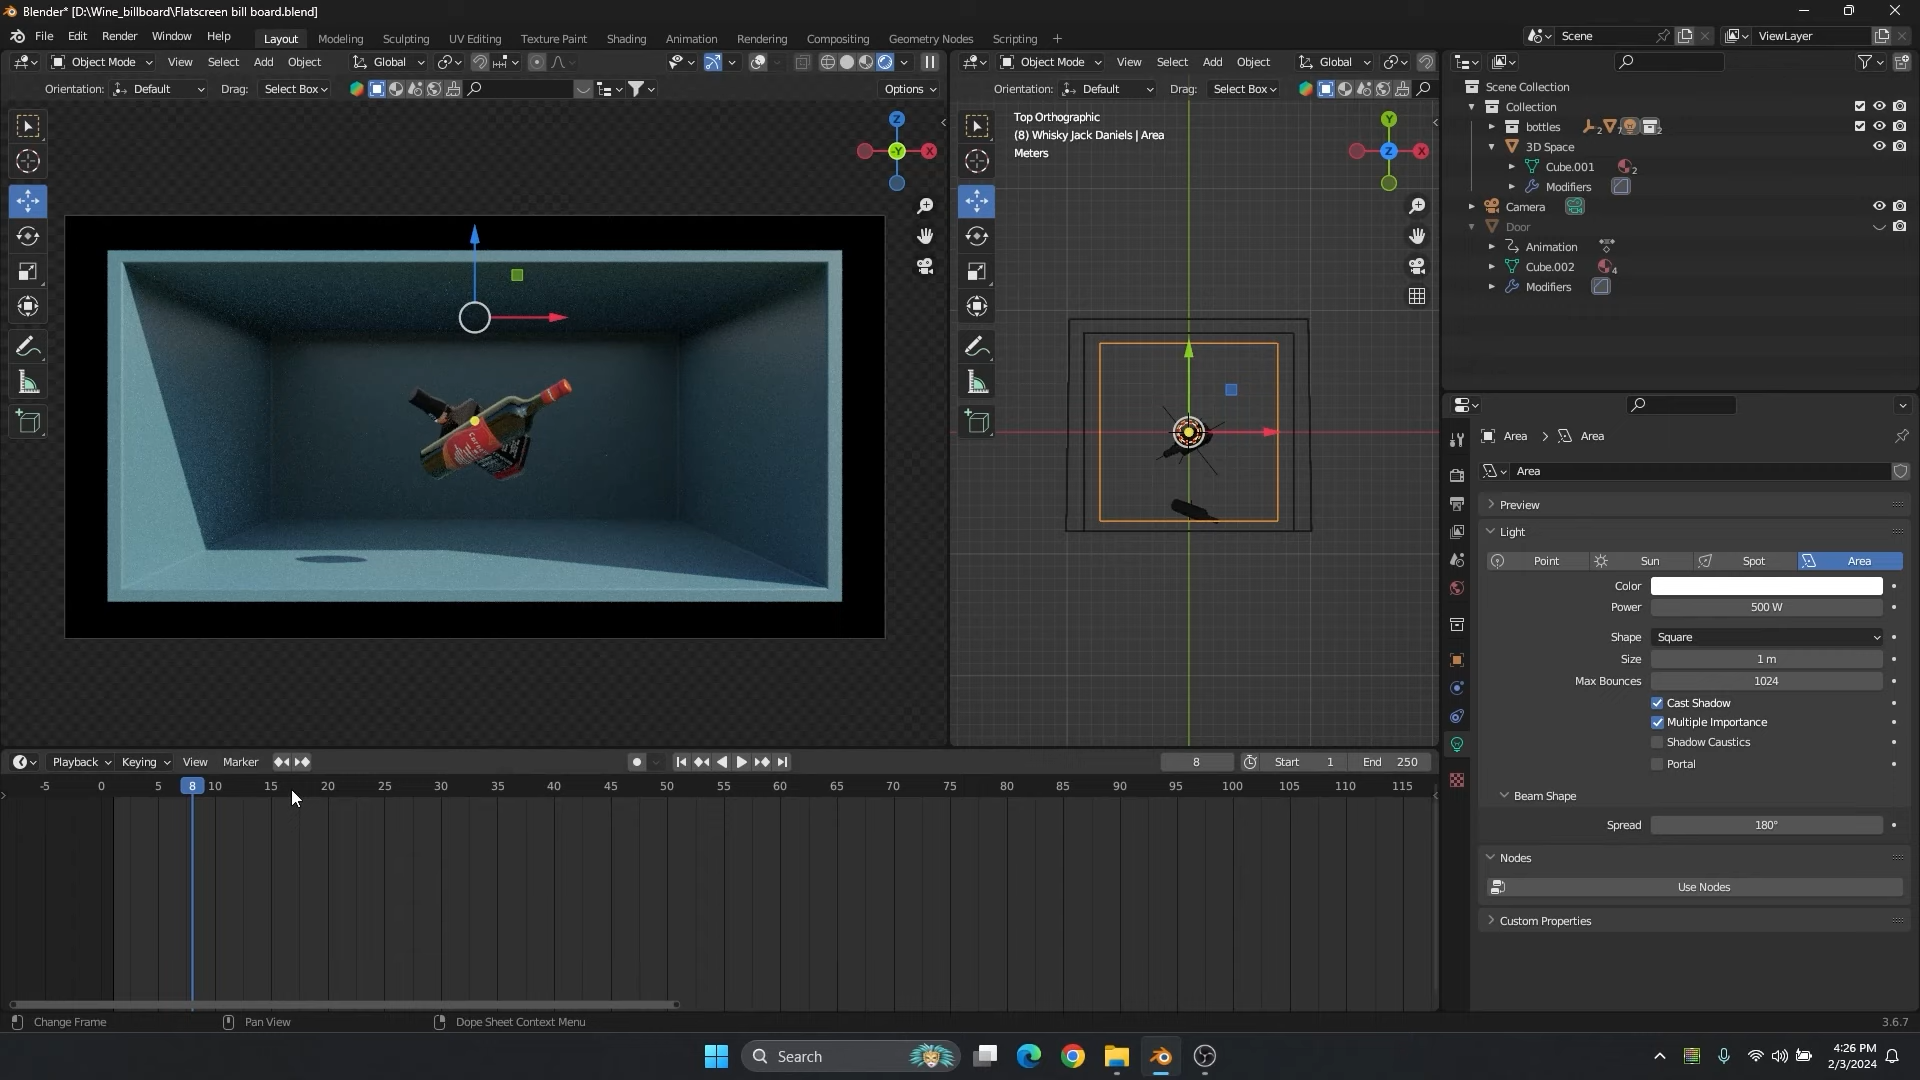 Blender* [D:\Wine_billboard\Flatscreen bill board.blend]
File Edit Render Window Help Layout Modeling Sculpting UV Editing Texture Paint Shading Animation Rendering Compositing Geometry Nodes Scripting + Scene ViewLayer
Object Mode View Select Add Object Global
Object Mode View Select Add Object Global
Orientation: Default Drag: Select Box Options
Orientation: Default Drag: Select Box
Scene Collection
Collection
bottles 2 7 2
3D Space
Cube.001 2
Modifiers
Camera
Door
Animation
Cube.002 4
Modifiers
Z
-Y X
Top Orthographic
(8) Whisky Jack Daniels | Area
Meters
Y
Z X
Area > Area
Area
Preview
Light
Point Sun Spot Area
Color
Power 500 W
Shape Square
Size 1 m
Max Bounces 1024
Cast Shadow
Multiple Importance
Shadow Caustics
Portal
Beam Shape
Spread 180°
Nodes
Use Nodes
Custom Properties
Playback Keying View Marker 8 Start 1 End 250
-5 0 5 8 10 15 20 25 30 35 40 45 50 55 60 65 70 75 80 85 90 95 100 105 110 115
Change Frame Pan View Dope Sheet Context Menu 3.6.7
Search
4:26 PM
2/3/2024